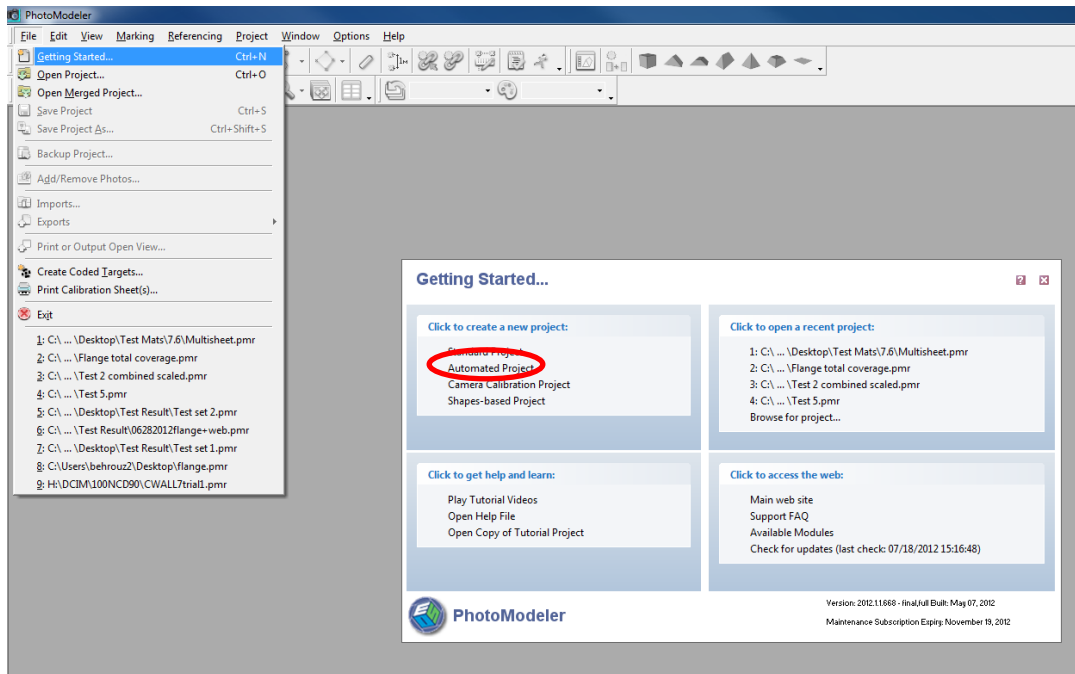 PhotoModeler
File Edit View Marking Referencing Project Window Options Help
Getting Started... Ctrl+N
Open Project... Ctrl+O
Open Merged Project...
Save Project Ctrl+S
Save Project As... Ctrl+Shift+S
Backup Project...
Add/Remove Photos...
Imports...
Exports
Print or Output Open View...
Create Coded Targets...
Print Calibration Sheet(s)...
Exit
1: C:\ ... \Desktop\Test Mats\7.6\Multisheet.pmr
2: C:\ ... \Flange total coverage.pmr
3: C:\ ... \Test 2 combined scaled.pmr
4: C:\ ... \Test 5.pmr
5: C:\ ... \Desktop\Test Result\Test set 2.pmr
6: C:\ ... \Test Result\06282012flange+web.pmr
7: C:\ ... \Desktop\Test Result\Test set 1.pmr
8: C:\Users\behrouz2\Desktop\flange.pmr
9: H:\DCIM\100NCD90\CWALL7trial1.pmr
Getting Started...
Click to create a new project:
Standard Project
Automated Project
Camera Calibration Project
Shapes-based Project
Click to open a recent project:
1: C:\ ... \Desktop\Test Mats\7.6\Multisheet.pmr
2: C:\ ... \Flange total coverage.pmr
3: C:\ ... \Test 2 combined scaled.pmr
4: C:\ ... \Test 5.pmr
Browse for project...
Click to get help and learn:
Play Tutorial Videos
Open Help File
Open Copy of Tutorial Project
Click to access the web:
Main web site
Support FAQ
Available Modules
Check for updates (last check: 07/18/2012 15:16:48)
PhotoModeler
Version: 2012.1.1.668 - final,full Built: May 07, 2012
Maintenance Subscription Expiry: November 19, 2012